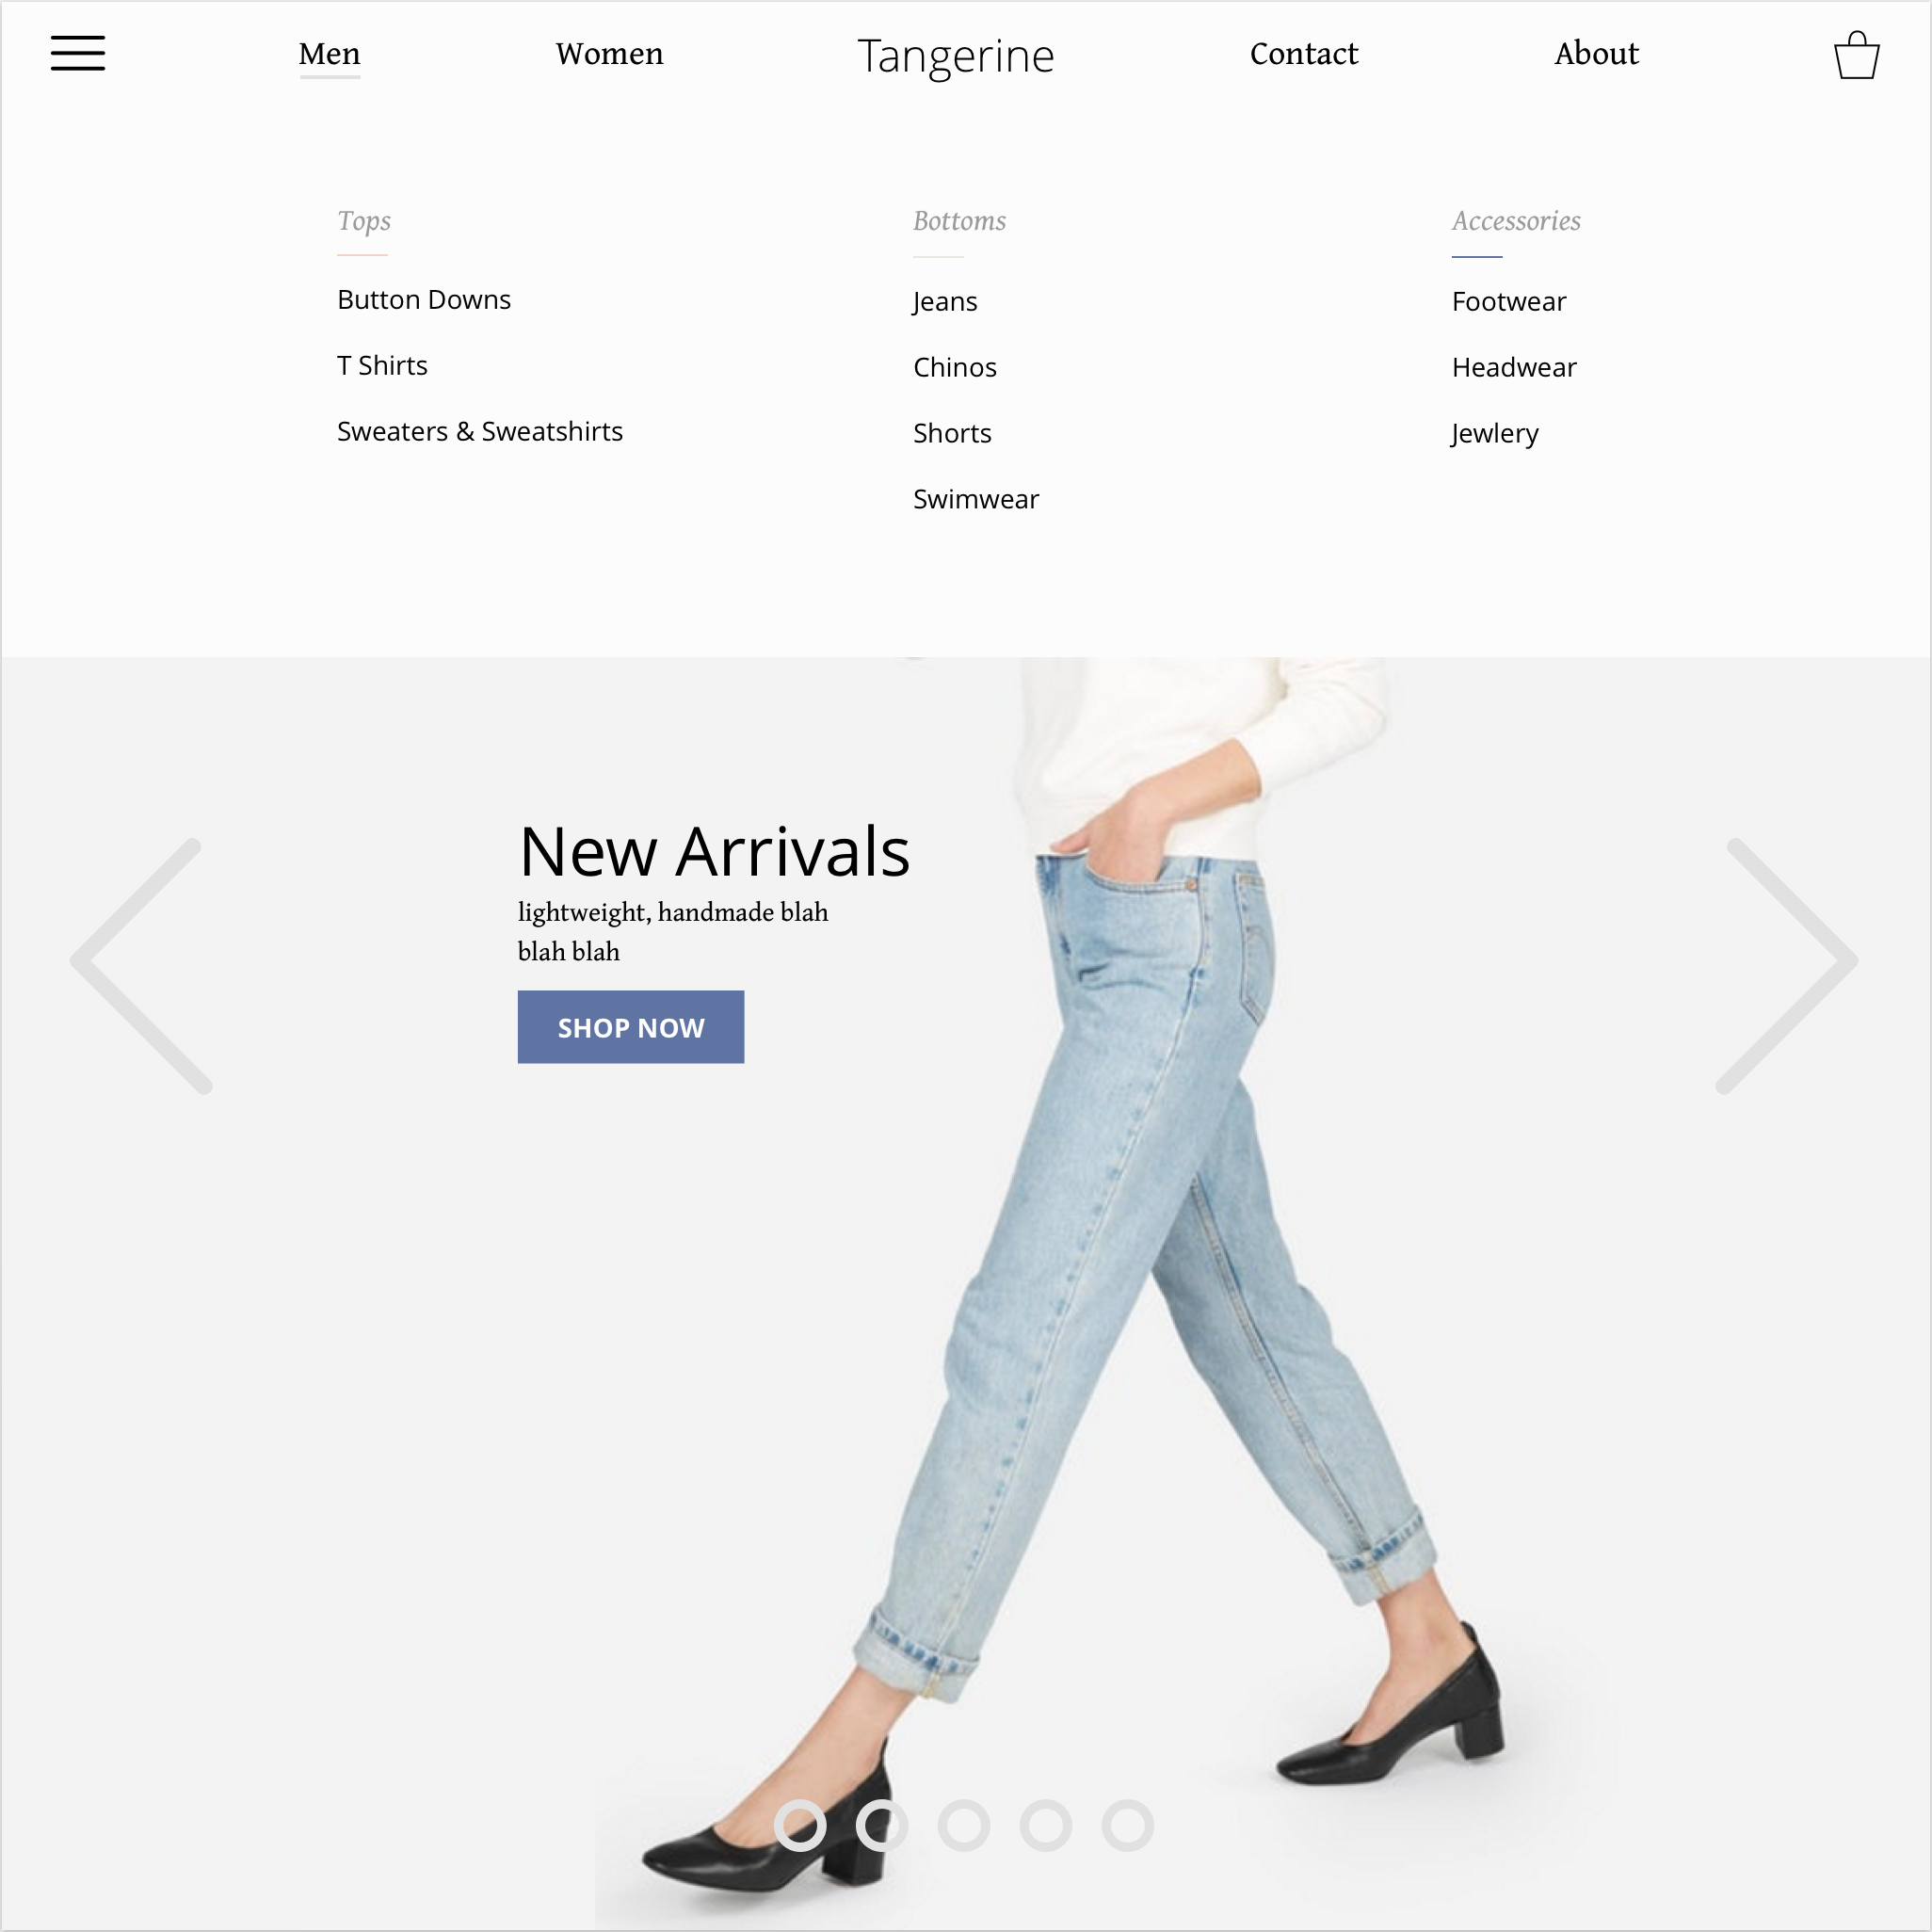 Men
Women
Tangerine
Contact
About
Tops
Button Downs
T Shirts
Sweaters & Sweatshirts
Bottoms
Jeans
Chinos
Shorts
Swimwear
Accessories
Footwear
Headwear
Jewlery
New Arrivals
lightweight, handmade blah
blah blah
SHOP NOW